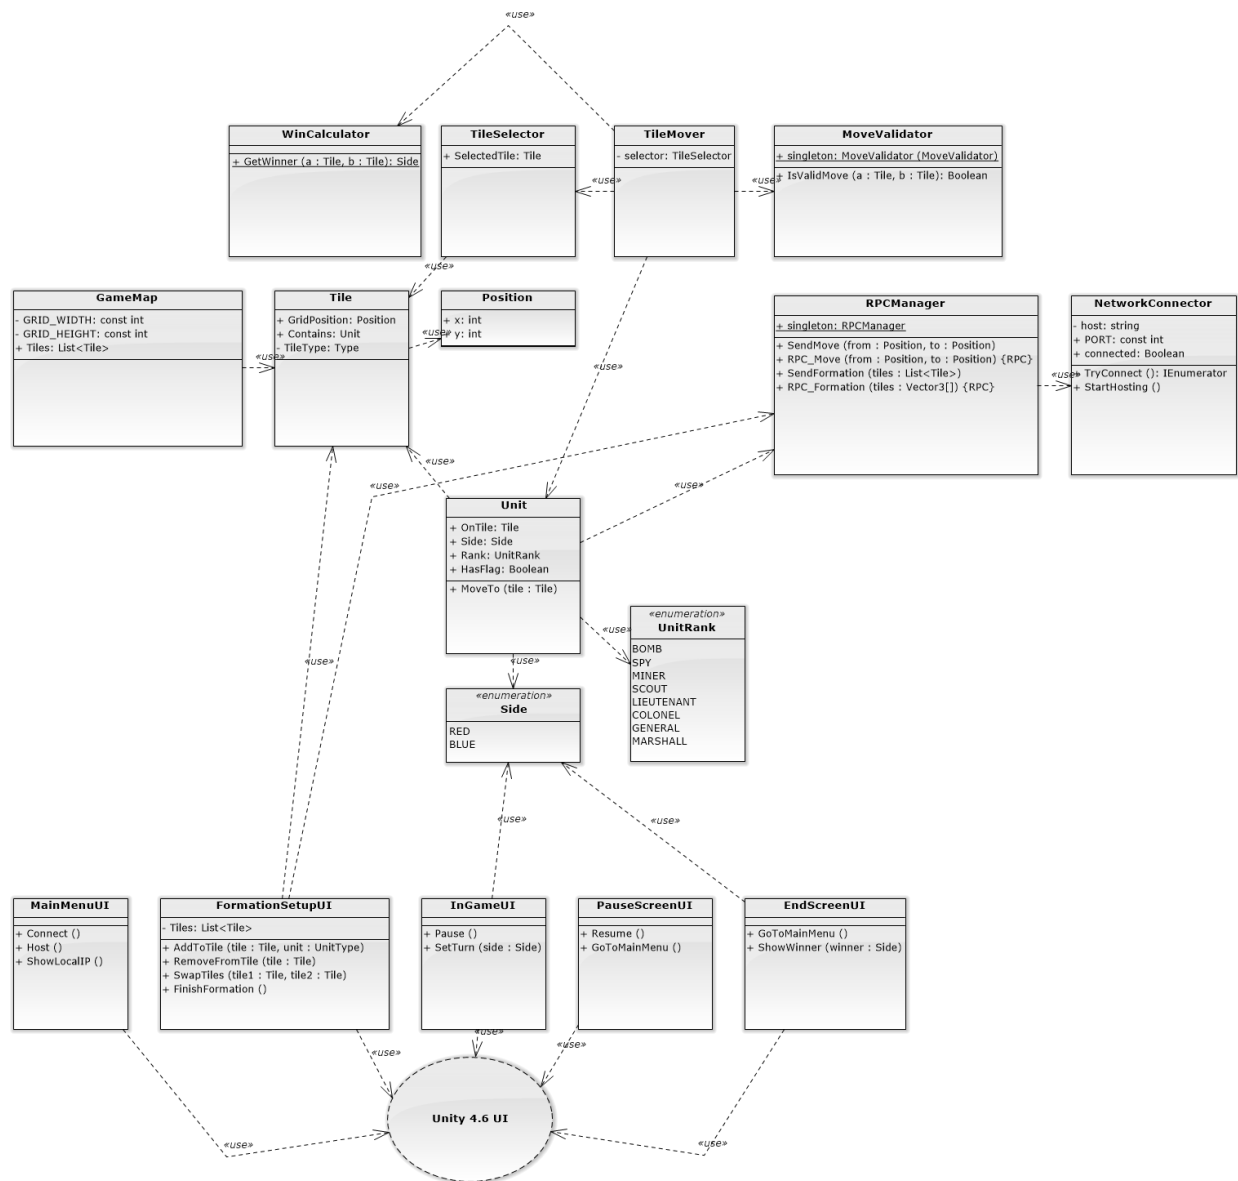 «use»
WinCalculator
+ GetWinner (a : Tile, b : Tile): Side
TileSelector
+ SelectedTile: Tile
TileMover
- selector: TileSelector
MoveValidator
+ singleton: MoveValidator (MoveValidator)
+ IsValidMove (a : Tile, b : Tile): Boolean
«use»
«use»
«use»
GameMap
- GRID_WIDTH: const int
- GRID_HEIGHT: const int
+ Tiles: List<Tile>
«use»
Tile
+ GridPosition: Position
+ Contains: Unit
- TileType: Type
«use»
Position
+ x: int
+ y: int
«use»
RPCManager
+ singleton: RPCManager
+ SendMove (from : Position, to : Position)
+ RPC_Move (from : Position, to : Position) {RPC}
+ SendFormation (tiles : List<Tile>)
+ RPC_Formation (tiles : Vector3[]) {RPC}
«use»
NetworkConnector
- host: string
+ PORT: const int
+ connected: Boolean
+ TryConnect (): IEnumerator
+ StartHosting ()
«use»
«use»
«use»
Unit
+ OnTile: Tile
+ Side: Side
+ Rank: UnitRank
+ HasFlag: Boolean
+ MoveTo (tile : Tile)
«use»
«enumeration»
UnitRank
BOMB
SPY
MINER
SCOUT
LIEUTENANT
COLONEL
GENERAL
MARSHALL
«use»
«use»
«enumeration»
Side
RED
BLUE
«use»
«use»
MainMenuUI
+ Connect ()
+ Host ()
+ ShowLocalIP ()
FormationSetupUI
- Tiles: List<Tile>
+ AddToTile (tile : Tile, unit : UnitType)
+ RemoveFromTile (tile : Tile)
+ SwapTiles (tile1 : Tile, tile2 : Tile)
+ FinishFormation ()
InGameUI
+ Pause ()
+ SetTurn (side : Side)
PauseScreenUI
+ Resume ()
+ GoToMainMenu ()
EndScreenUI
+ GoToMainMenu ()
+ ShowWinner (winner : Side)
«use»
«use»
«use»
Unity 4.6 UI
«use»
«use»